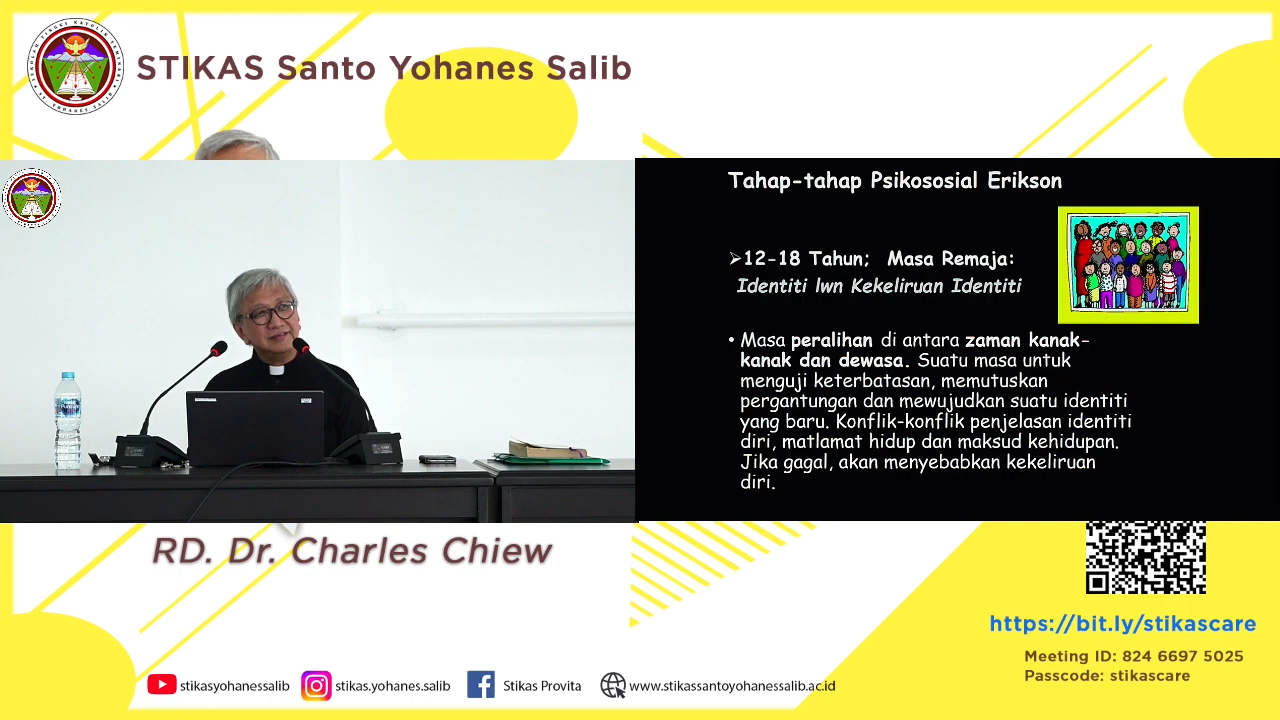 STIKAS Santo Yohanes Salib
Tahap-tahap Psikososial Erikson
12-18 Tahun; Masa Remaja:
Identiti lwn Kekeliruan Identiti
• Masa peralihan di antara zaman kanak-
kanak dan dewasa. Suatu masa untuk
menguji keterbatasan, memutuskan
pergantungan dan mewujudkan suatu identiti
yang baru. Konflik-konflik penjelasan identiti
diri, matlamat hidup dan maksud kehidupan.
Jika gagal, akan menyebabkan kekeliruan
diri.
RD. Dr. Charles Chiew
https://bit.ly/stikascare
Meeting ID: 824 6697 5025
Passcode: stikascare
stikasyohanessalib
stikas.yohanes.salib
Stikas Provita
www.stikassantoyohanessalib.ac.id